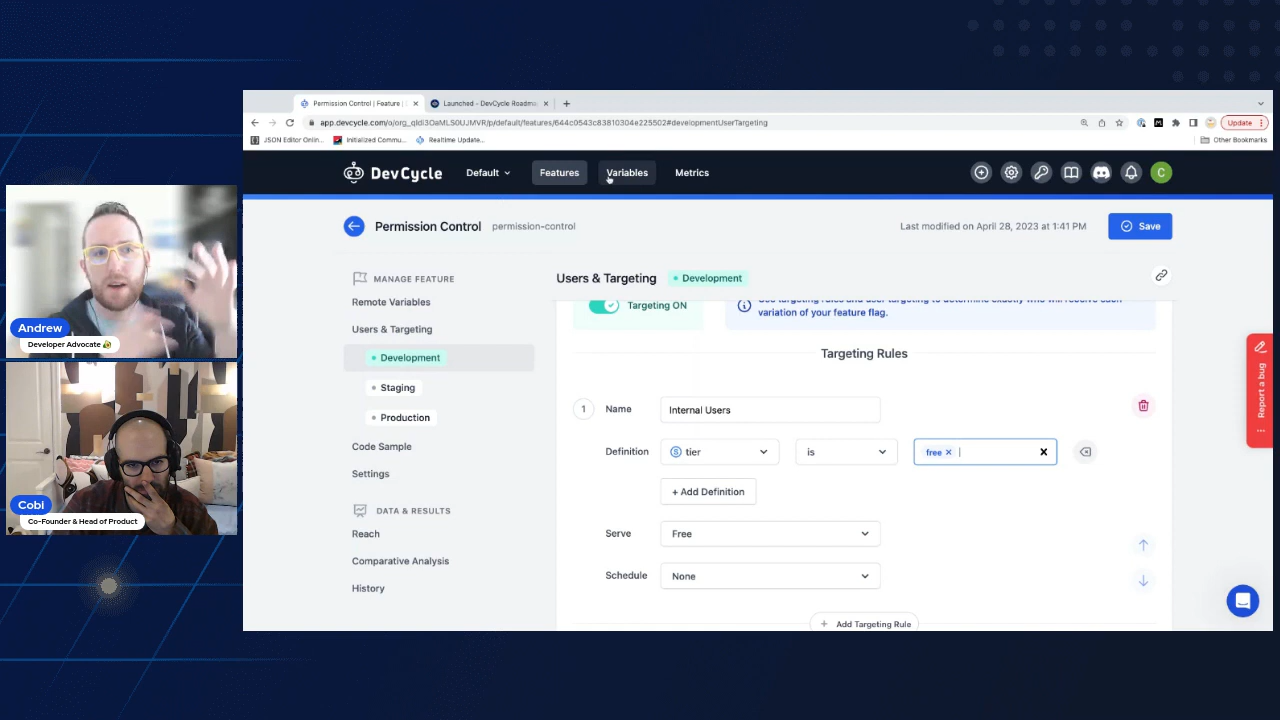 Permission Control | Feature |
Launched - DevCycle Roadma
app.devcycle.com/o/org_qIdi3OaMLS0UJMVR/p/default/features/644c0543c83810304e225502#developmentUserTargeting
Update
JSON Editor Onlin...
Initialized Commu...
Realtime Update...
Other Bookmarks
DevCycle
Default
Features
Variables
Metrics
C
Permission Control
permission-control
Last modified on April 28, 2023 at 1:41 PM
Save
MANAGE FEATURE
Remote Variables
Users & Targeting
Development
Staging
Production
Code Sample
Settings
DATA & RESULTS
Reach
Comparative Analysis
History
Users & Targeting
Development
Targeting ON
Use targeting rules and user targeting to determine exactly who will receive each
variation of your feature flag.
Targeting Rules
1
Name
Internal Users
Definition
tier
is
free
+ Add Definition
Serve
Free
Schedule
None
+ Add Targeting Rule
Report a bug
Andrew
Developer Advocate
Cobi
Co-Founder & Head of Product